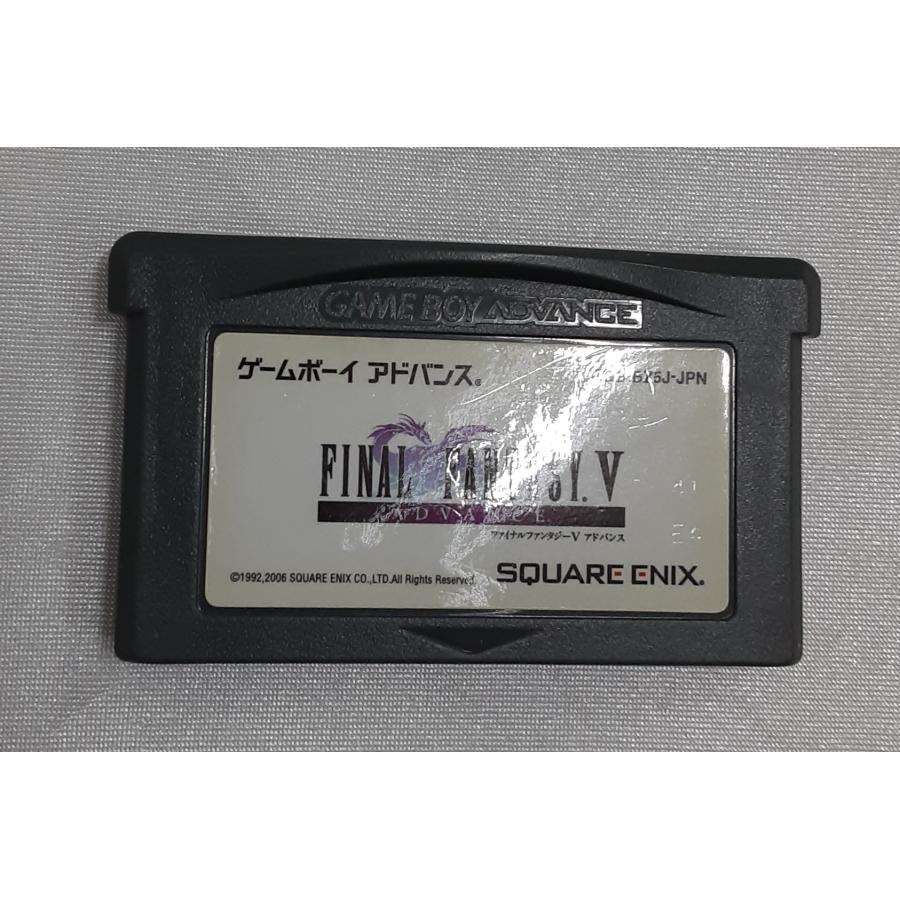 GAME BOY ADVANCE
ゲームボーイ アドバンス®
FINAL FANTASY. V
ADVANCE
ファイナルファンタジーV アドバンス
©1992,2006 SQUARE ENIX CO.,LTD.All Rights Reserved
SQUARE ENIX.